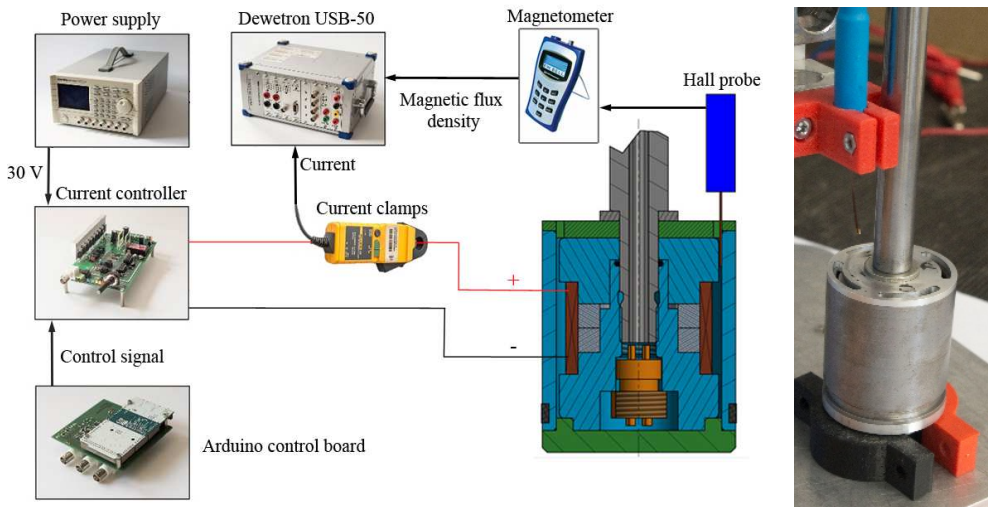 Power supply
Dewetron USB-50
Magnetometer
Hall probe
Magnetic flux
density
30 V
Current
Current controller
Current clamps
+
-
Control signal
Arduino control board